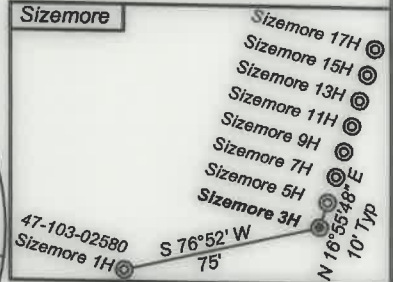 Sizemore
Sizemore 17H
Sizemore 15H
Sizemore 13H
Sizemore 11H
Sizemore 9H
Sizemore 7H
Sizemore 5H
Sizemore 3H
47-103-02580
Sizemore 1H
S 76°52' W
75'
N 16°55'48" E
10' Typ